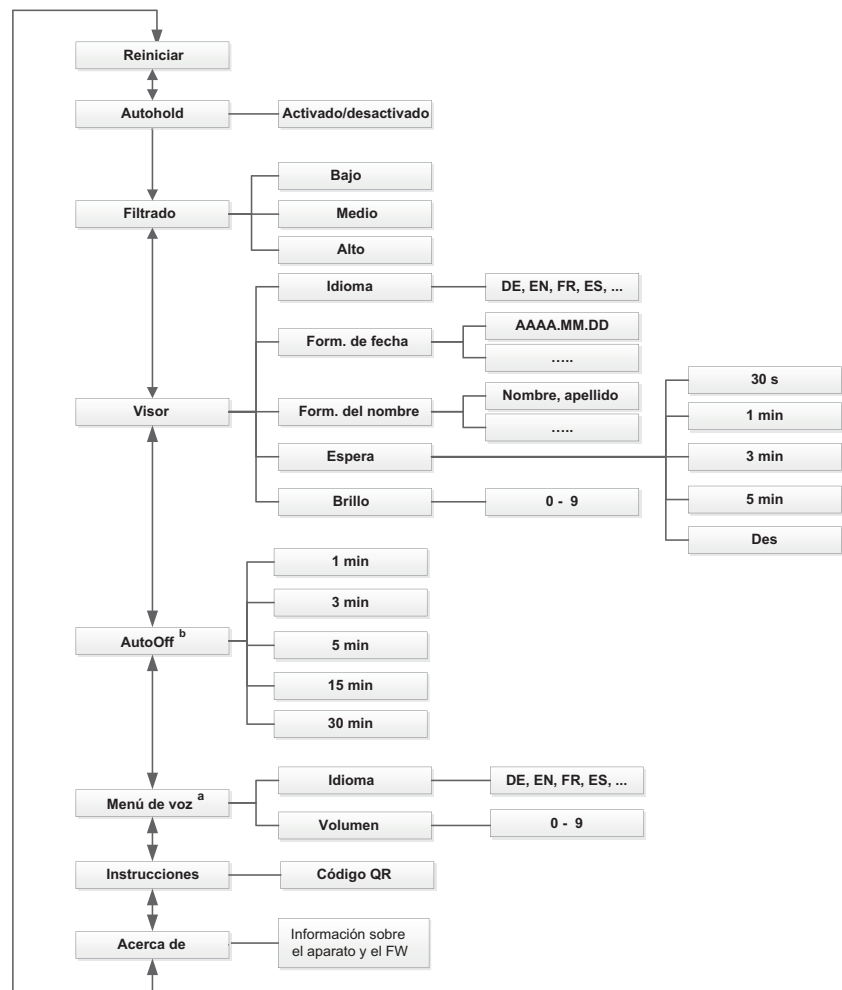 Reiniciar
Autohold
Activado/desactivado
Filtrado
Bajo
Medio
Alto
Visor
Idioma
DE, EN, FR, ES, ...
Form. de fecha
AAAA.MM.DD
.....
Form. del nombre
Nombre, apellido
.....
Espera
30 s
1 min
3 min
5 min
Des
Brillo
0 - 9
AutoOff b
1 min
3 min
5 min
15 min
30 min
Menú de voz a
Idioma
DE, EN, FR, ES, ...
Volumen
0 - 9
Instrucciones
Código QR
Acerca de
Información sobre
el aparato y el FW